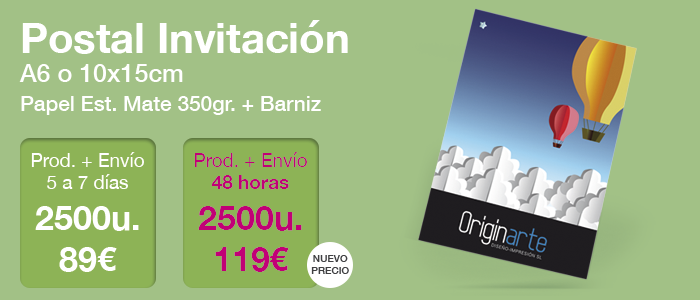 Postal Invitación
A6 o 10x15cm
Papel Est. Mate 350gr. + Barniz
Prod. + Envío
5 a 7 días
2500u.
89€
Prod. + Envío
48 horas
2500u.
119€
NUEVO
PRECIO
Originarte
DISEÑO-IMPRESIÓN SL